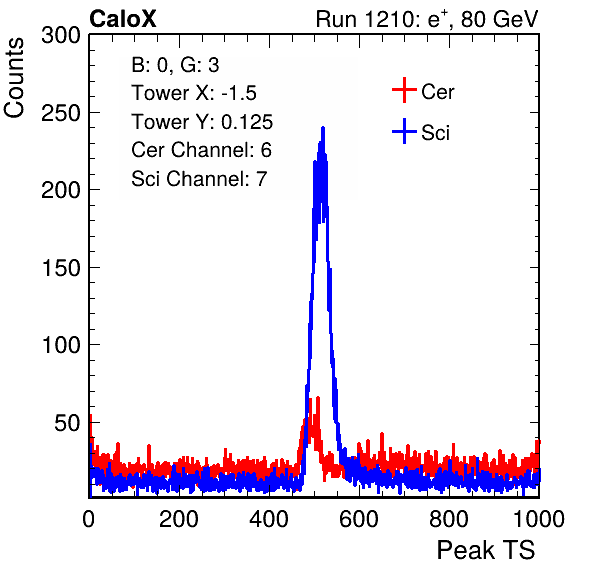 CaloX Run 1210: e⁺, 80 GeV
Counts
300
250
200
150
100
50
B: 0, G: 3
Tower X: -1.5
Tower Y: 0.125
Cer Channel: 6
Sci Channel: 7
Cer
Sci
0 200 400 600 800 1000
Peak TS